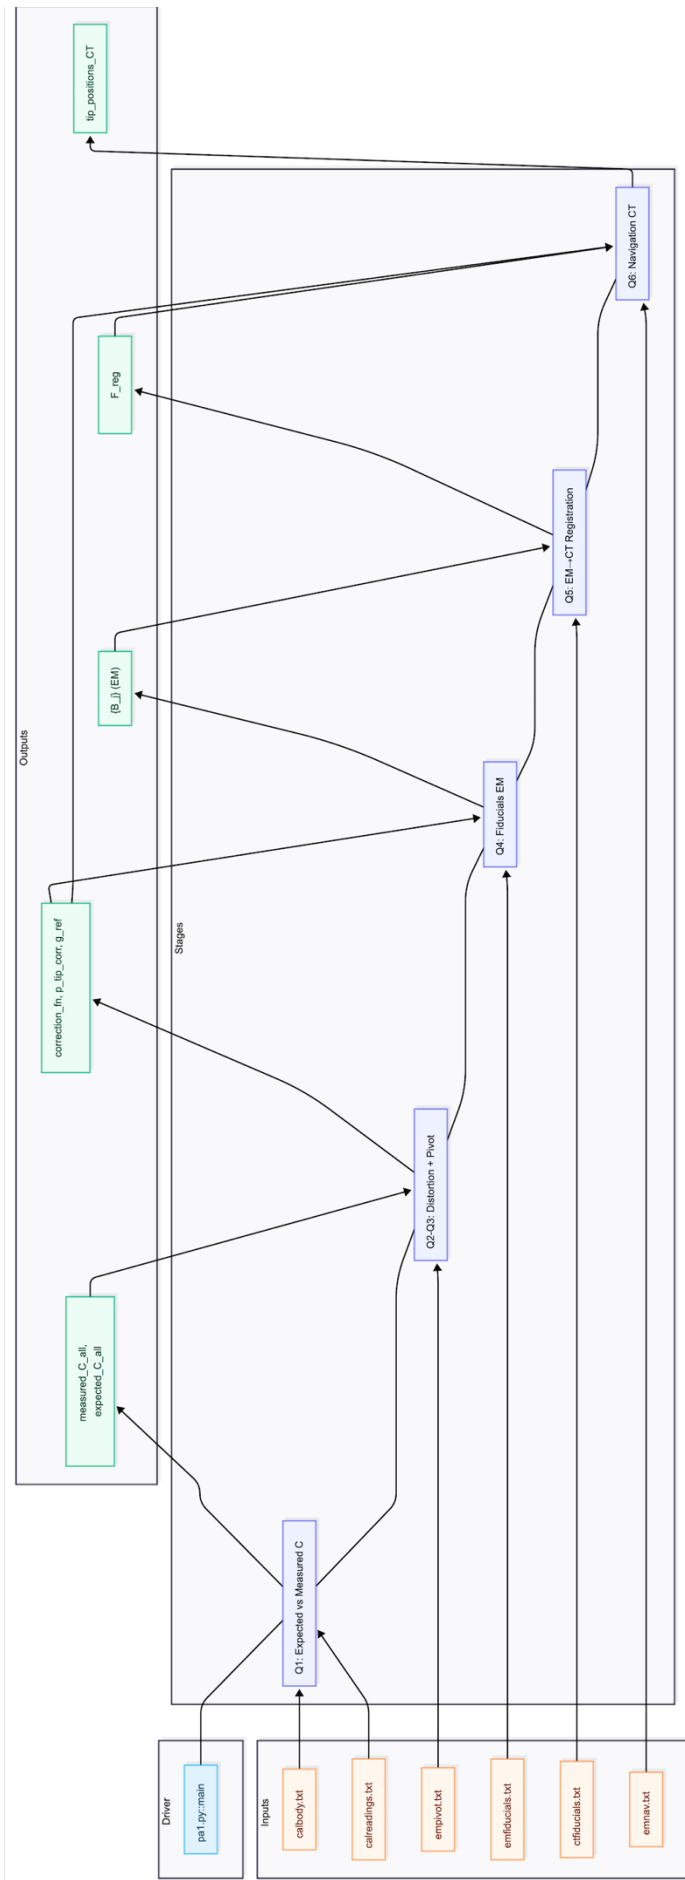 Driver
pa1.py::main
Inputs
calbody.txt
calreadings.txt
empivot.txt
emfiducials.txt
ctfiducials.txt
emnav.txt
Stages
Q1: Expected vs Measured C
Q2-Q3: Distortion + Pivot
Q4: Fiducials EM
Q5: EM→CT Registration
Q6: Navigation CT
Outputs
measured_C_all,
expected_C_all
correction_fn, p_tip_corr, g_ref
{B_j} (EM)
F_reg
tip_positions_CT